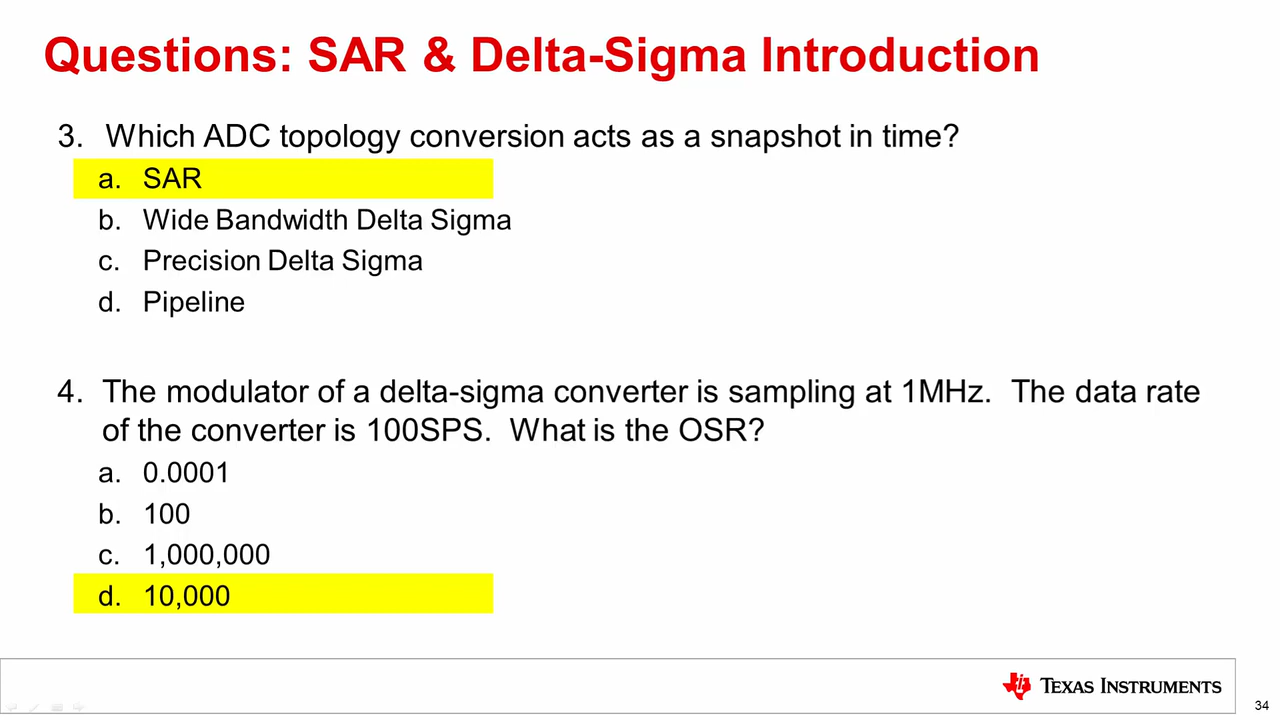 Questions: SAR & Delta-Sigma Introduction
3. Which ADC topology conversion acts as a snapshot in time?
a. SAR
b. Wide Bandwidth Delta Sigma
c. Precision Delta Sigma
d. Pipeline
4. The modulator of a delta-sigma converter is sampling at 1MHz. The data rate
of the converter is 100SPS. What is the OSR?
a. 0.0001
b. 100
c. 1,000,000
d. 10,000
TEXAS INSTRUMENTS
34